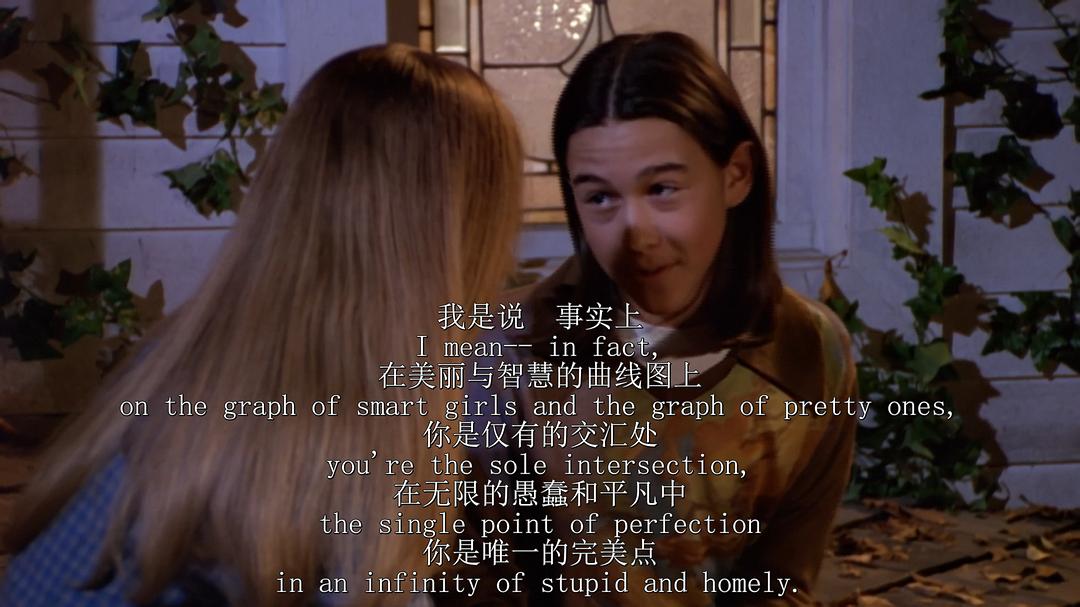 我是说　事实上
I mean-- in fact,
在美丽与智慧的曲线图上
on the graph of smart girls and the graph of pretty ones,
你是仅有的交汇处
you're the sole intersection,
在无限的愚蠢和平凡中
the single point of perfection
你是唯一的完美点
in an infinity of stupid and homely.